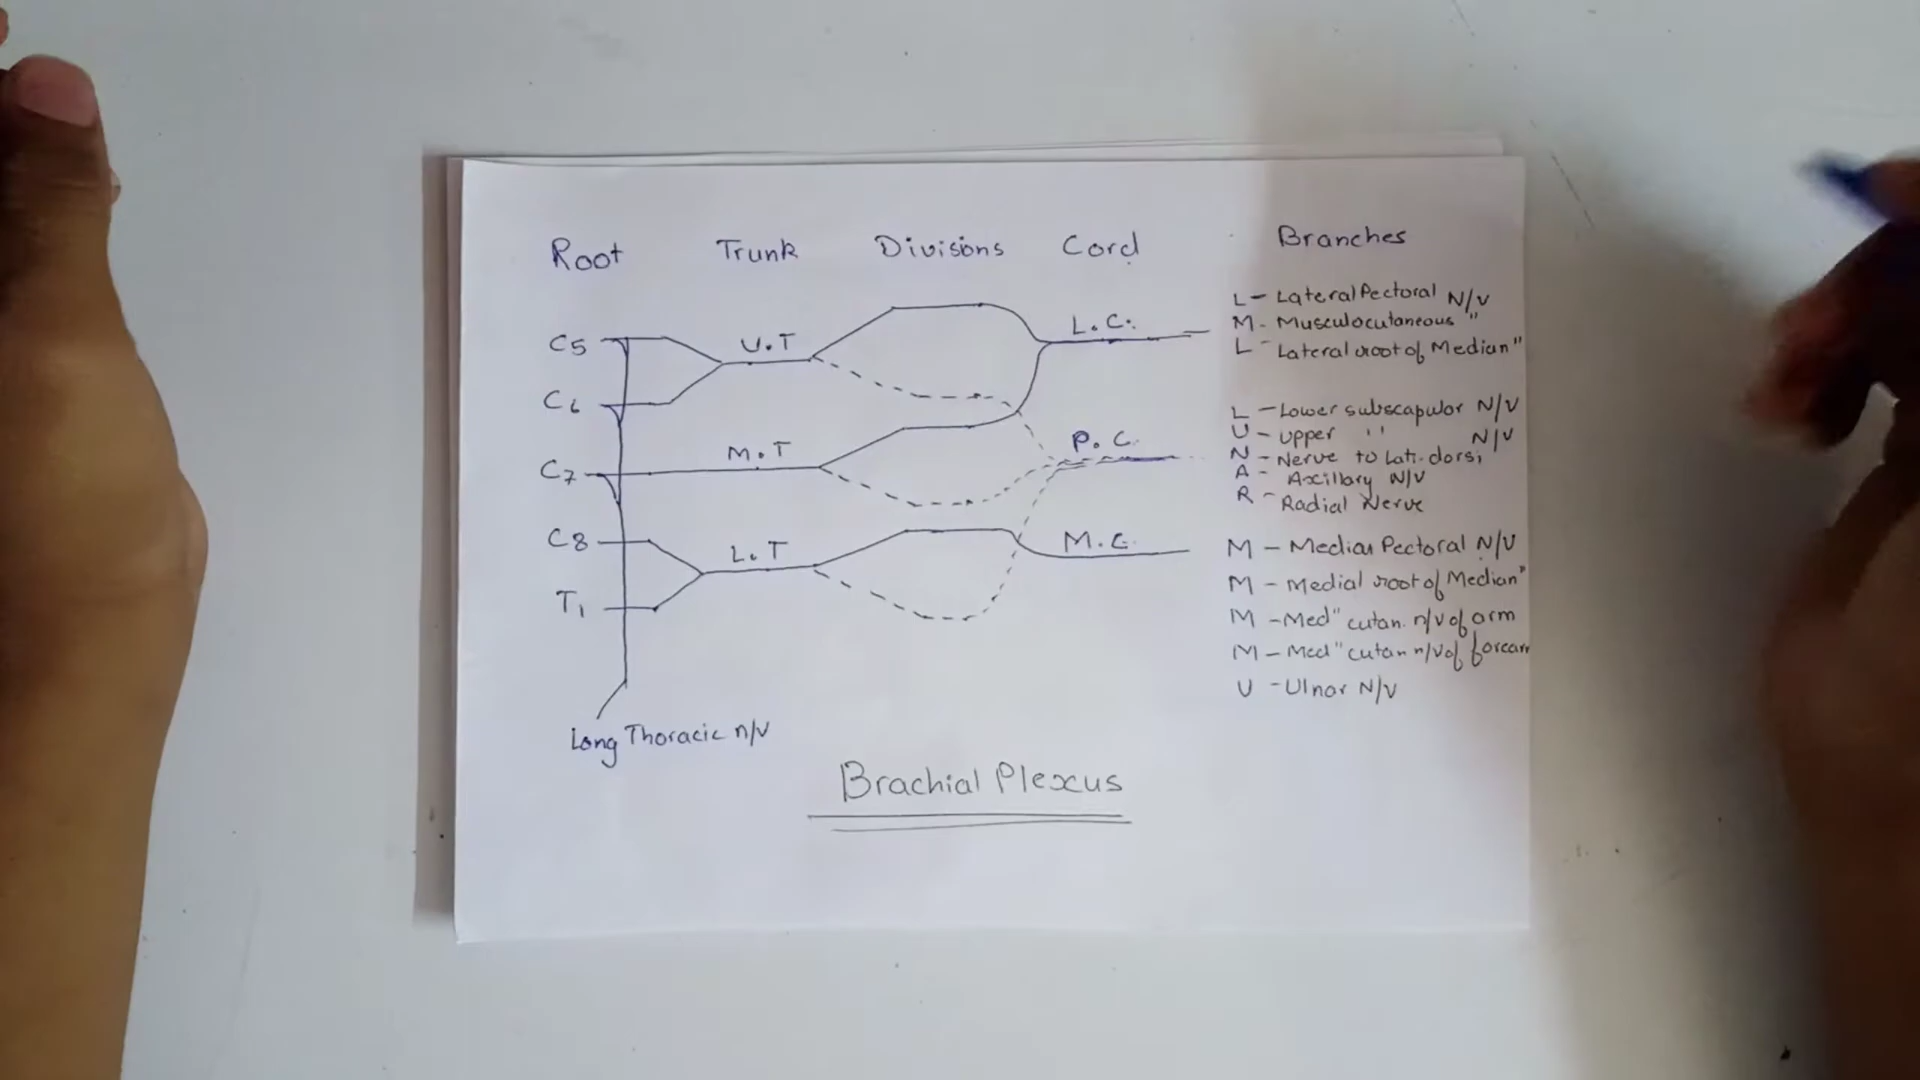 Root Trunk Divisions Cord Branches
C5
C6
C7
C8
T1
U.T
M.T
L.T
L.C.
P.C.
M.C.
L - Lateral Pectoral N/V
M - Musculocutaneous "
L - Lateral root of Median "
L - Lower subscapular N/V
U - Upper " N/V
N - Nerve to Lati. dorsi
A - Axillary N/V
R - Radial Nerve
M - Median Pectoral N/V
M - Medial root of Median "
M - Med" cutan. n/v of arm
M - Med" cutan n/v of forearm
U - Ulnar N/V
Long Thoracic n/v
Brachial Plexus